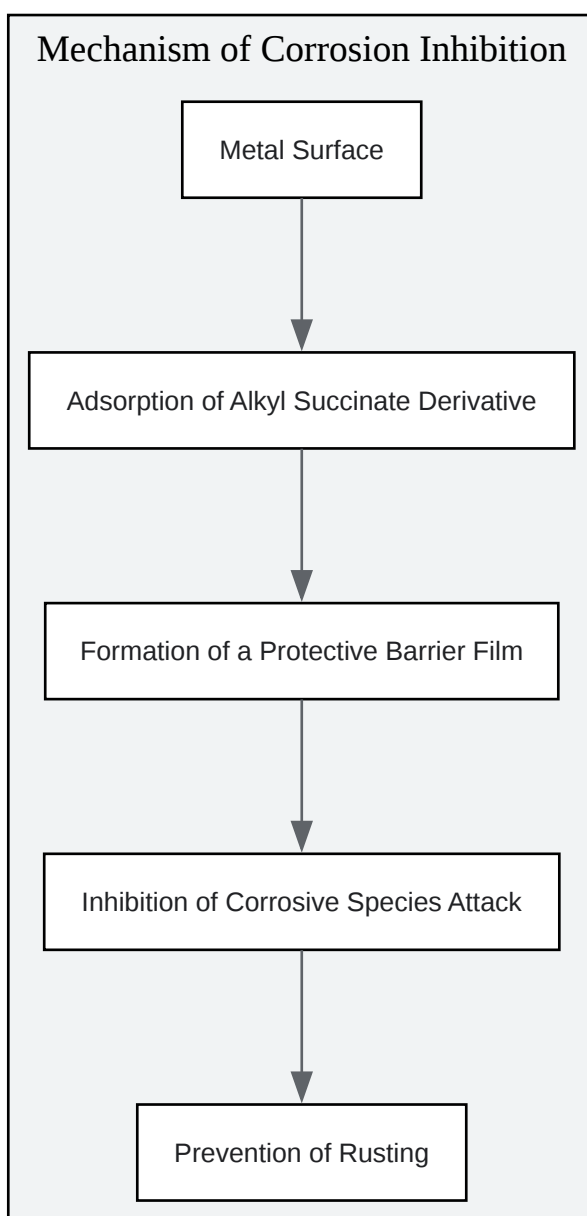 Mechanism of Corrosion Inhibition
Metal Surface
Adsorption of Alkyl Succinate Derivative
Formation of a Protective Barrier Film
Inhibition of Corrosive Species Attack
Prevention of Rusting